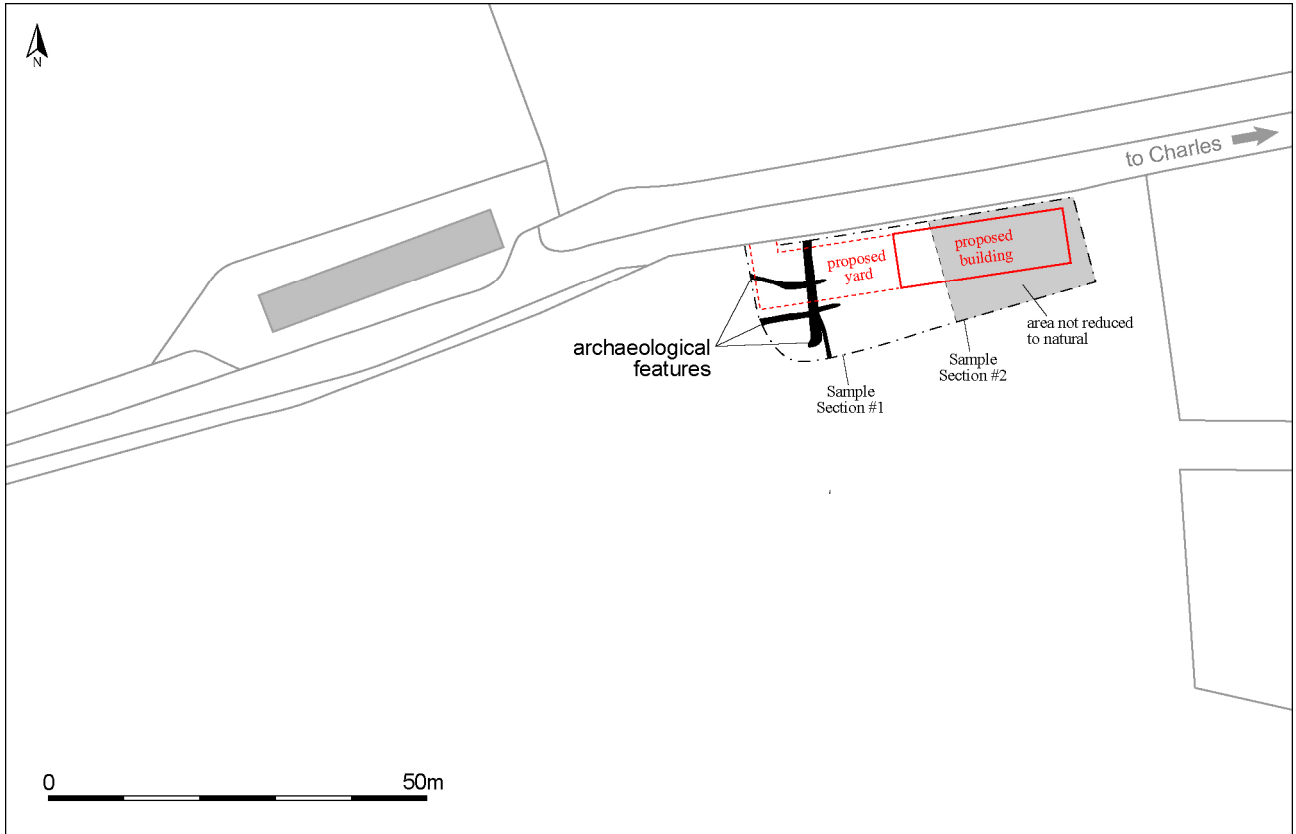 N
to Charles
proposed
building
proposed
yard
area not reduced
to natural
archaeological
features
Sample
Section #2
Sample
Section #1
0 50m